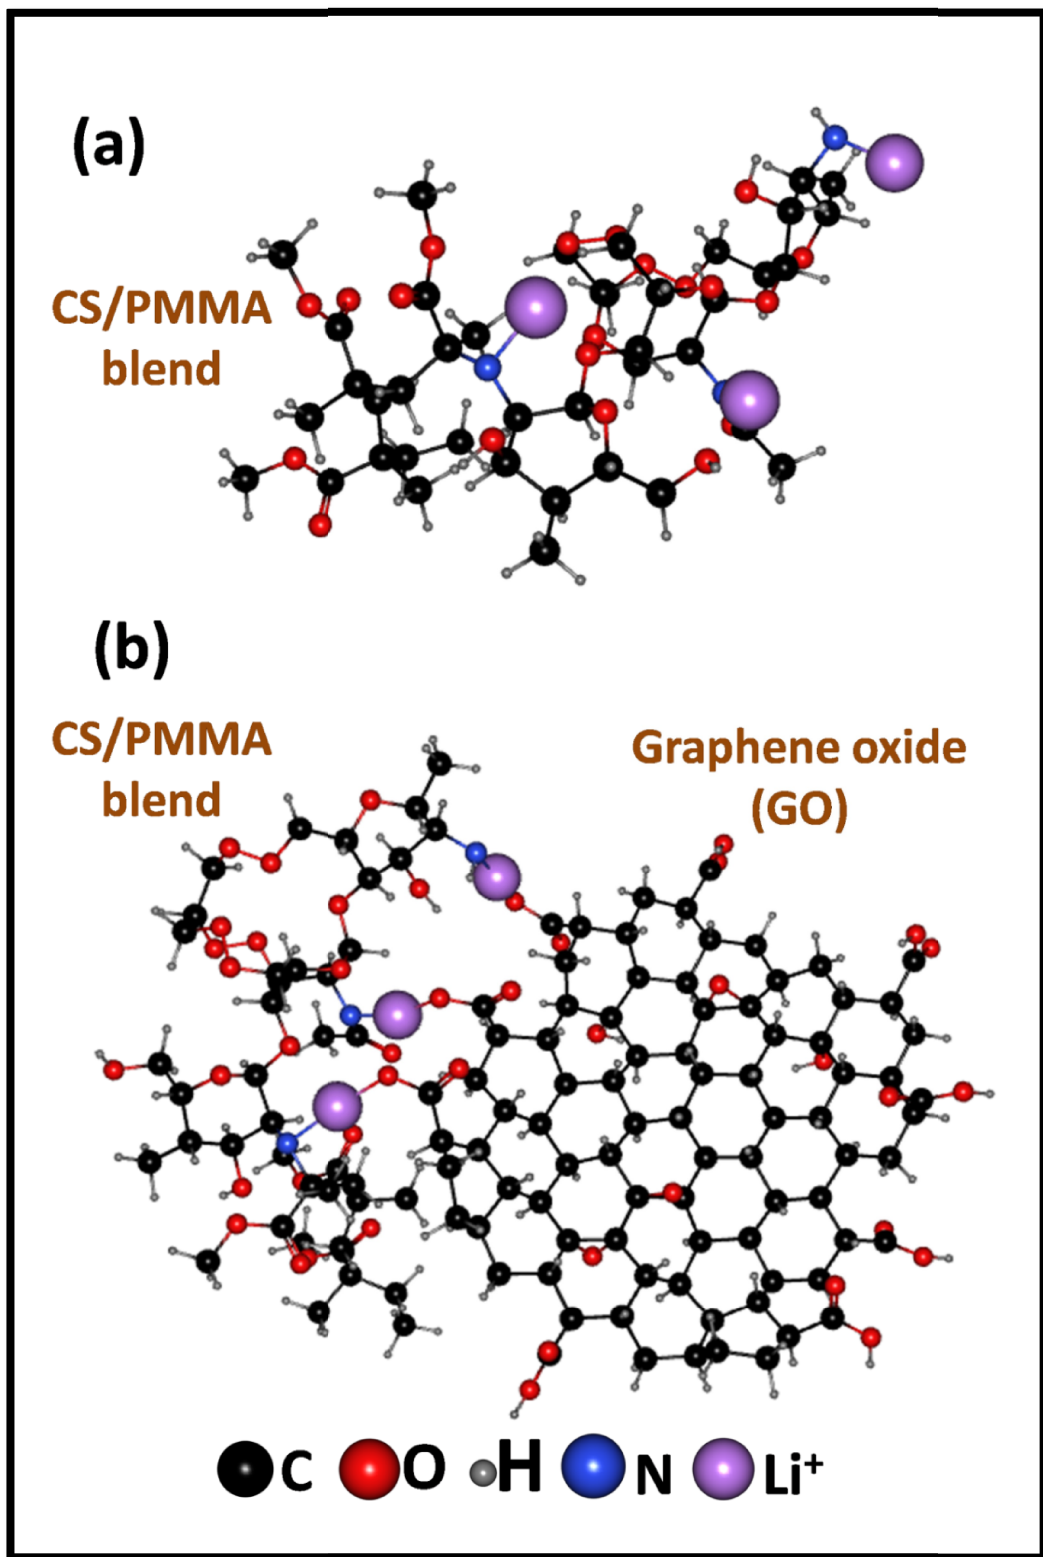 (a)
CS/PMMA
blend
(b)
CS/PMMA
blend
Graphene oxide
(GO)
C O H N Li⁺